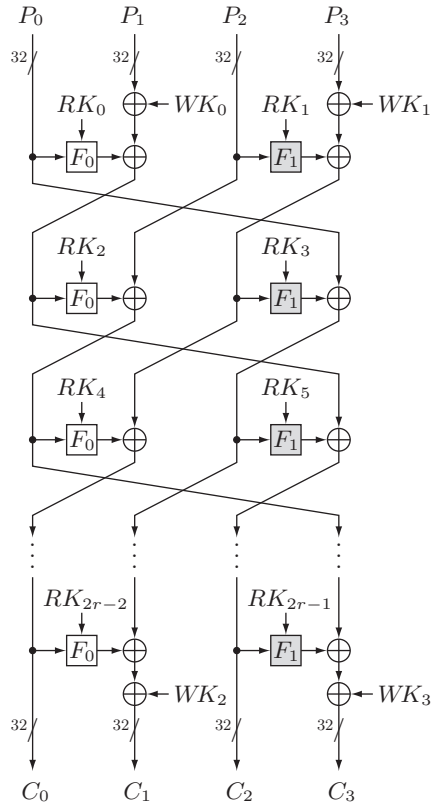 P₀ P₁ P₂ P₃
32 32 32 32
WK₀ WK₁
RK₀ RK₁
F₀ F₁
RK₂ RK₃
F₀ F₁
RK₄ RK₅
F₀ F₁
RK₂ᵣ₋₂ RK₂ᵣ₋₁
F₀ F₁
WK₂ WK₃
32 32 32 32
C₀ C₁ C₂ C₃